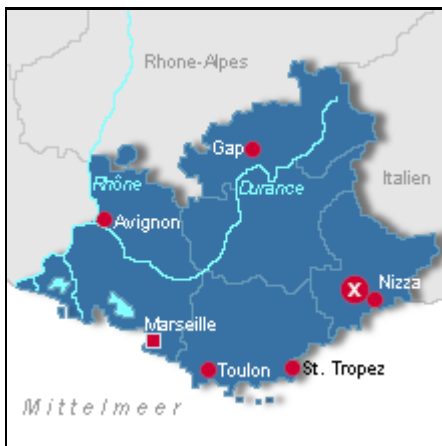 Rhone-Alpes
Gap
Italien
Rhône
Durance
Avignon
X
Nizza
Marseille
Toulon
St. Tropez
Mittelmeer